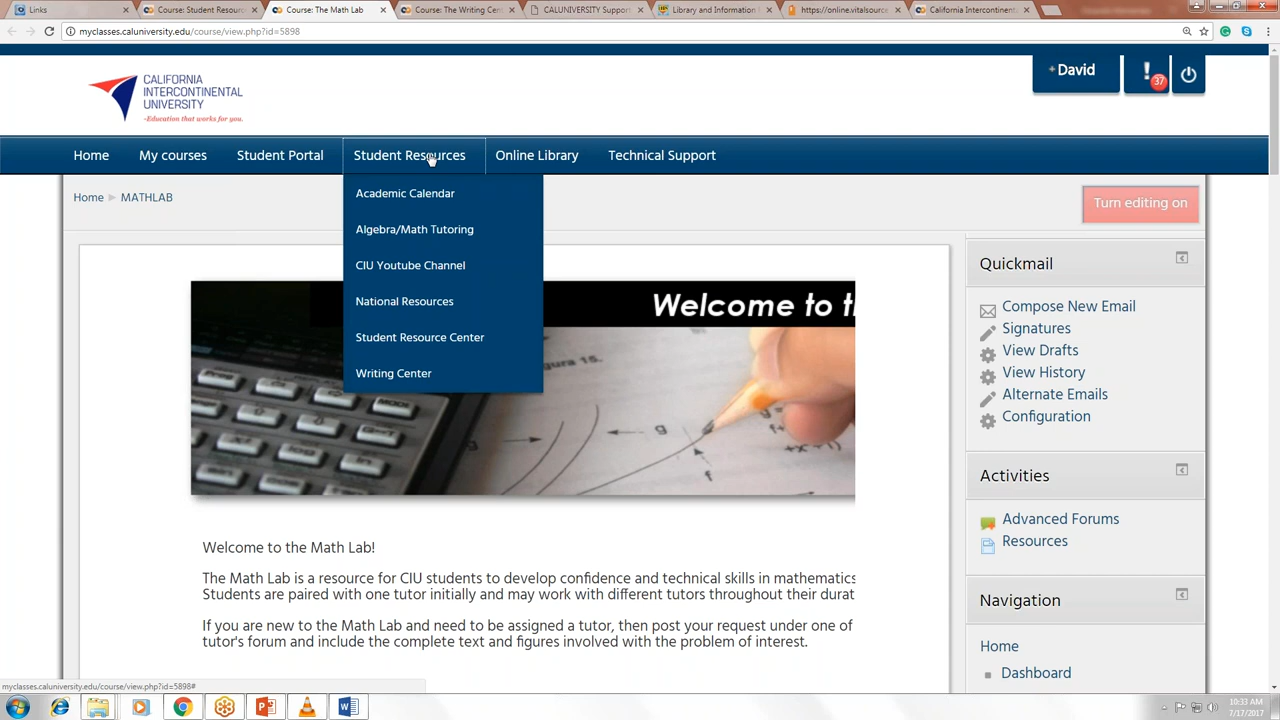 Links
Course: Student Resourc
Course: The Math Lab
Course: The Writing Cent
CALUNIVERSITY Support
Library and Information R
https://online.vitalsource
California Intercontinenta
myclasses.caluniversity.edu/course/view.php?id=5898
CALIFORNIA
INTERCONTINENTAL
UNIVERSITY
-Education that works for you.
David
!
37
Home
My courses
Student Portal
Student Resources
Online Library
Technical Support
Academic Calendar
Algebra/Math Tutoring
CIU Youtube Channel
National Resources
Student Resource Center
Writing Center
Home ► MATHLAB
Turn editing on
Welcome to t
igura 15.
g
g
f
Welcome to the Math Lab!
The Math Lab is a resource for CIU students to develop confidence and technical skills in mathematics
Students are paired with one tutor initially and may work with different tutors throughout their durat
If you are new to the Math Lab and need to be assigned a tutor, then post your request under one of
tutor's forum and include the complete text and figures involved with the problem of interest.
Quickmail
Compose New Email
Signatures
View Drafts
View History
Alternate Emails
Configuration
Activities
Advanced Forums
Resources
Navigation
Home
Dashboard
myclasses.caluniversity.edu/course/view.php?id=5898#
10:33 AM
7/17/2017